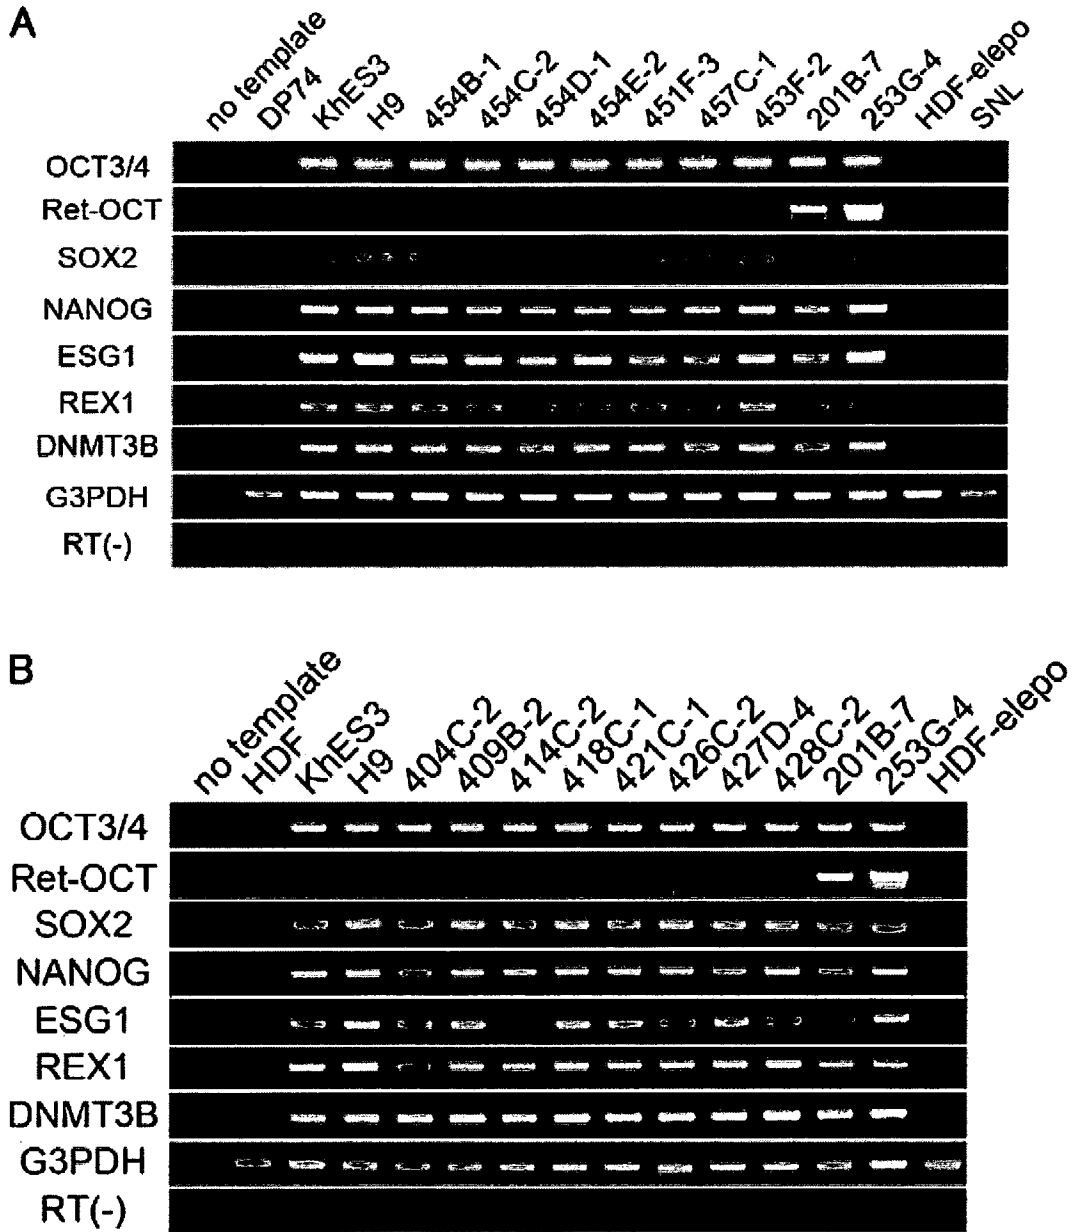 A
no template DP74 KhES3 H9 454B-1 454C-2 454D-1 454E-2 451F-3 457C-1 453F-2 201B-7 253G-4 HDF-elepo SNL
OCT3/4
Ret-OCT
SOX2
NANOG
ESG1
REX1
DNMT3B
G3PDH
RT(-)
B
no template HDF KhES3 H9 404C-2 409B-2 414C-2 418C-1 421C-1 426C-2 427D-4 428C-2 201B-7 253G-4 HDF-elepo
OCT3/4
Ret-OCT
SOX2
NANOG
ESG1
REX1
DNMT3B
G3PDH
RT(-)